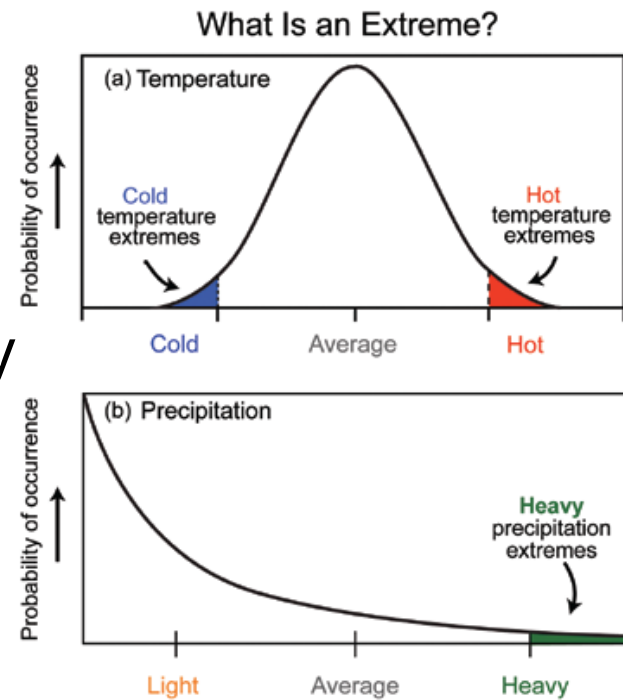 What Is an Extreme?
(a) Temperature
Probability of occurrence
Cold
temperature
extremes
Hot
temperature
extremes
Cold Average Hot
y
(b) Precipitation
Probability of occurrence
Heavy
precipitation
extremes
Light Average Heavy